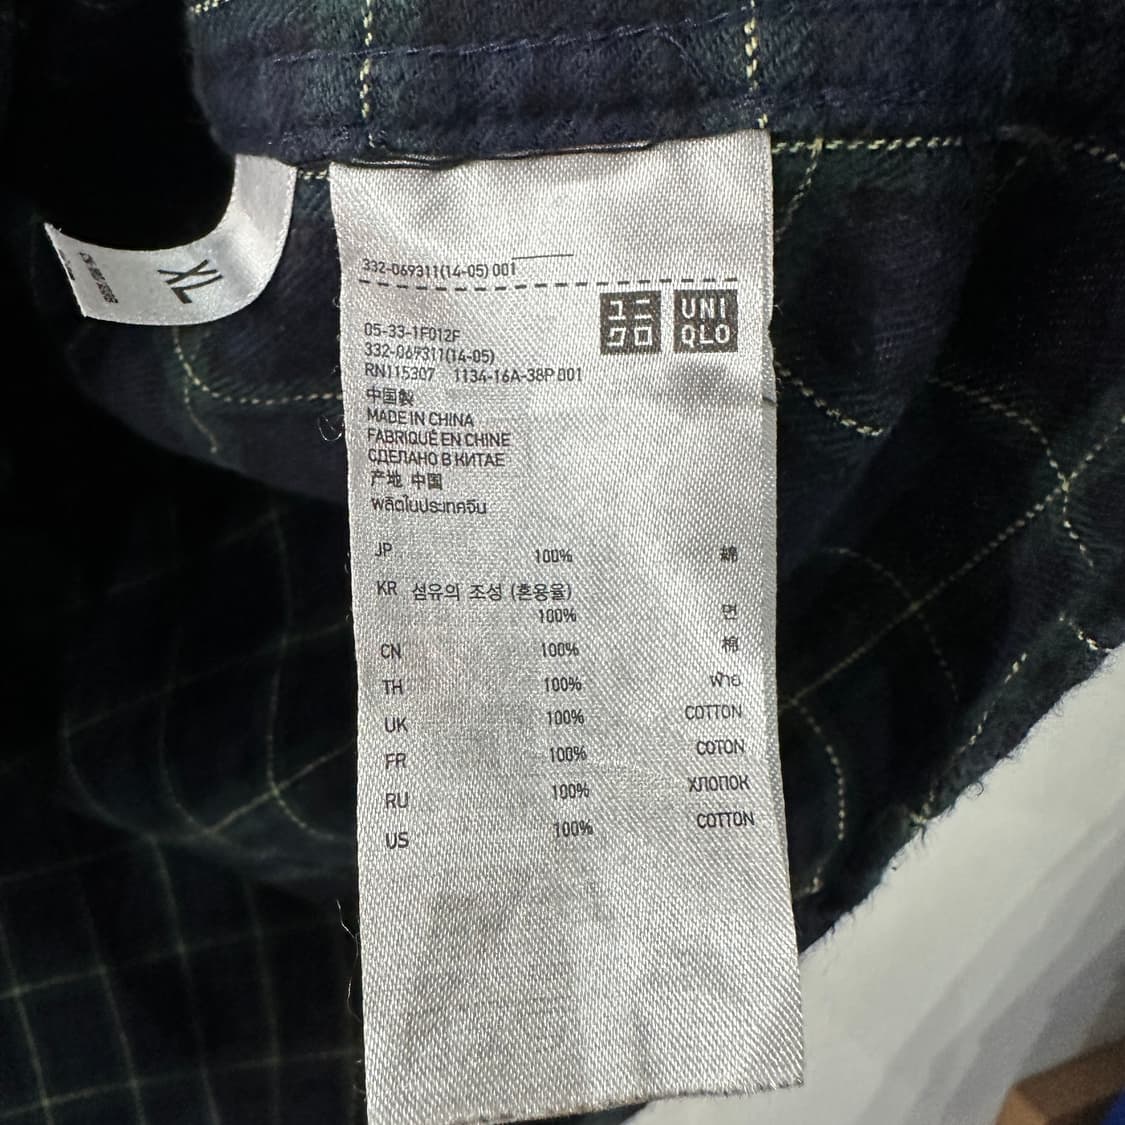 XL
332-069311(14-05) 001
ユニ
クロ
UNI
QLO
05-33-1F012F
332-069311(14-05)
RN115307 1134-16A-38P 001
中国製
MADE IN CHINA
FABRIQUÉ EN CHINE
СДЕЛАНО В КИТАЕ
产地 中国
ผลิตในประเทศจีน
JP 100% 綿
KR 섬유의 조성 (혼용율)
100% 면
CN 100% 棉
TH 100% ฝ้าย
UK 100% COTTON
FR 100% COTON
RU 100% ХЛОПОК
US 100% COTTON